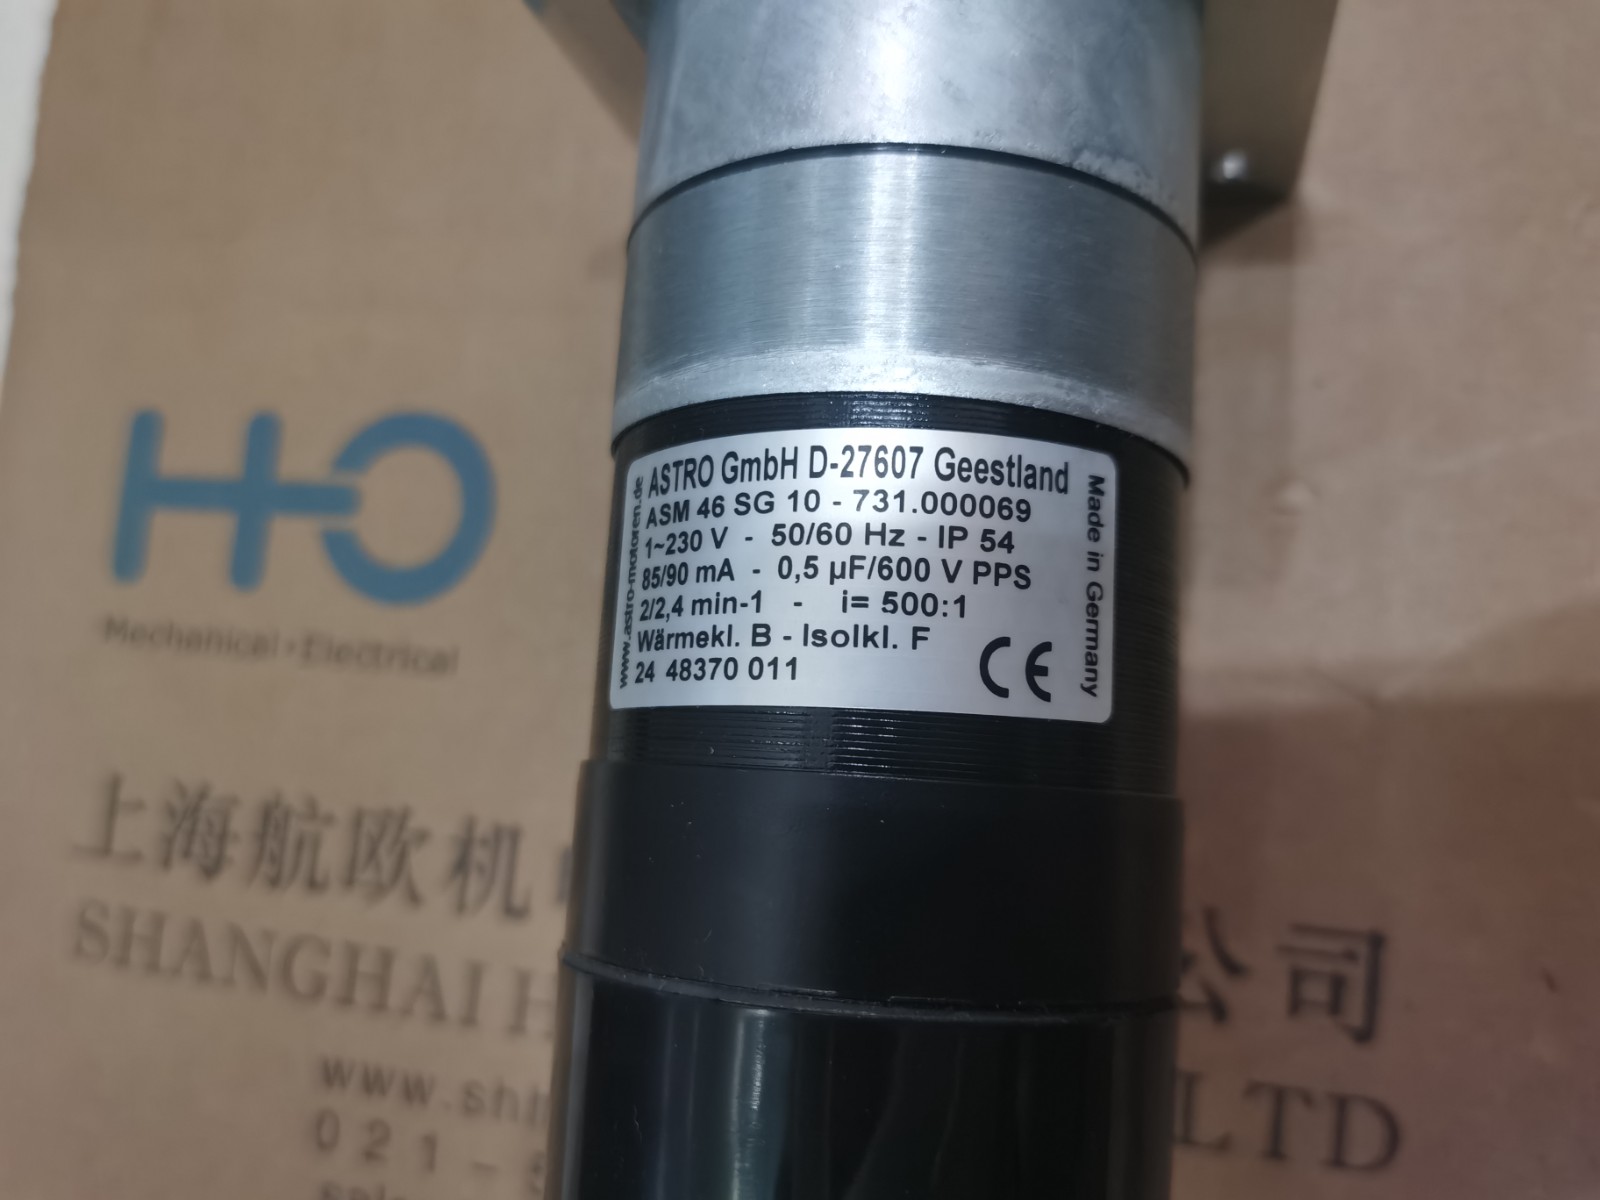 ASTRO GmbH D-27607 Geestland
ASM 46 SG 10 - 731.000069
1~230 V - 50/60 Hz - IP 54
85/90 mA - 0,5 µF/600 V PPS
2/2,4 min-1 - i= 500:1
Wärmekl. B - Isolkl. F
24 48370 011
CE
www.astro-motoren.de
Made in Germany
HO
Mechanical·Electrical
上海航欧机 公司
SHANGHAI H LTD
www.shh
021-